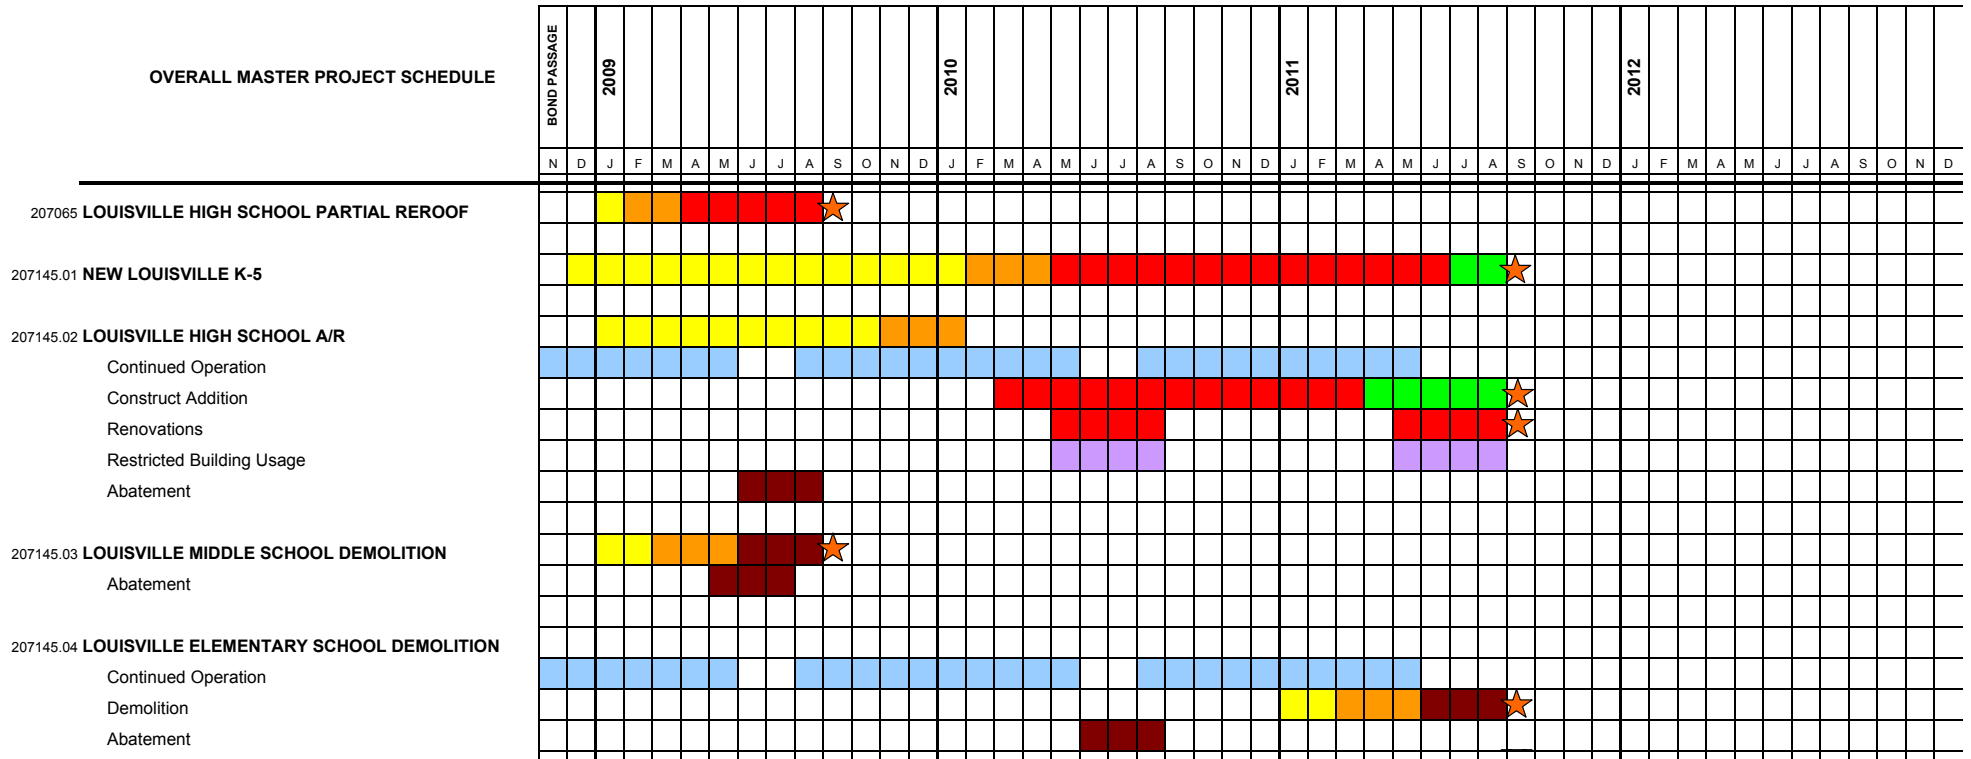 OVERALL MASTER PROJECT SCHEDULE
BOND PASSAGE
2009
2010
2011
2012
N D J F M A M J J A S O N D J F M A M J J A S O N D J F M A M J J A S O N D J F M A M J J A S O N D
207065 LOUISVILLE HIGH SCHOOL PARTIAL REROOF
207145.01 NEW LOUISVILLE K-5
207145.02 LOUISVILLE HIGH SCHOOL A/R
Continued Operation
Construct Addition
Renovations
Restricted Building Usage
Abatement
207145.03 LOUISVILLE MIDDLE SCHOOL DEMOLITION
Abatement
207145.04 LOUISVILLE ELEMENTARY SCHOOL DEMOLITION
Continued Operation
Demolition
Abatement